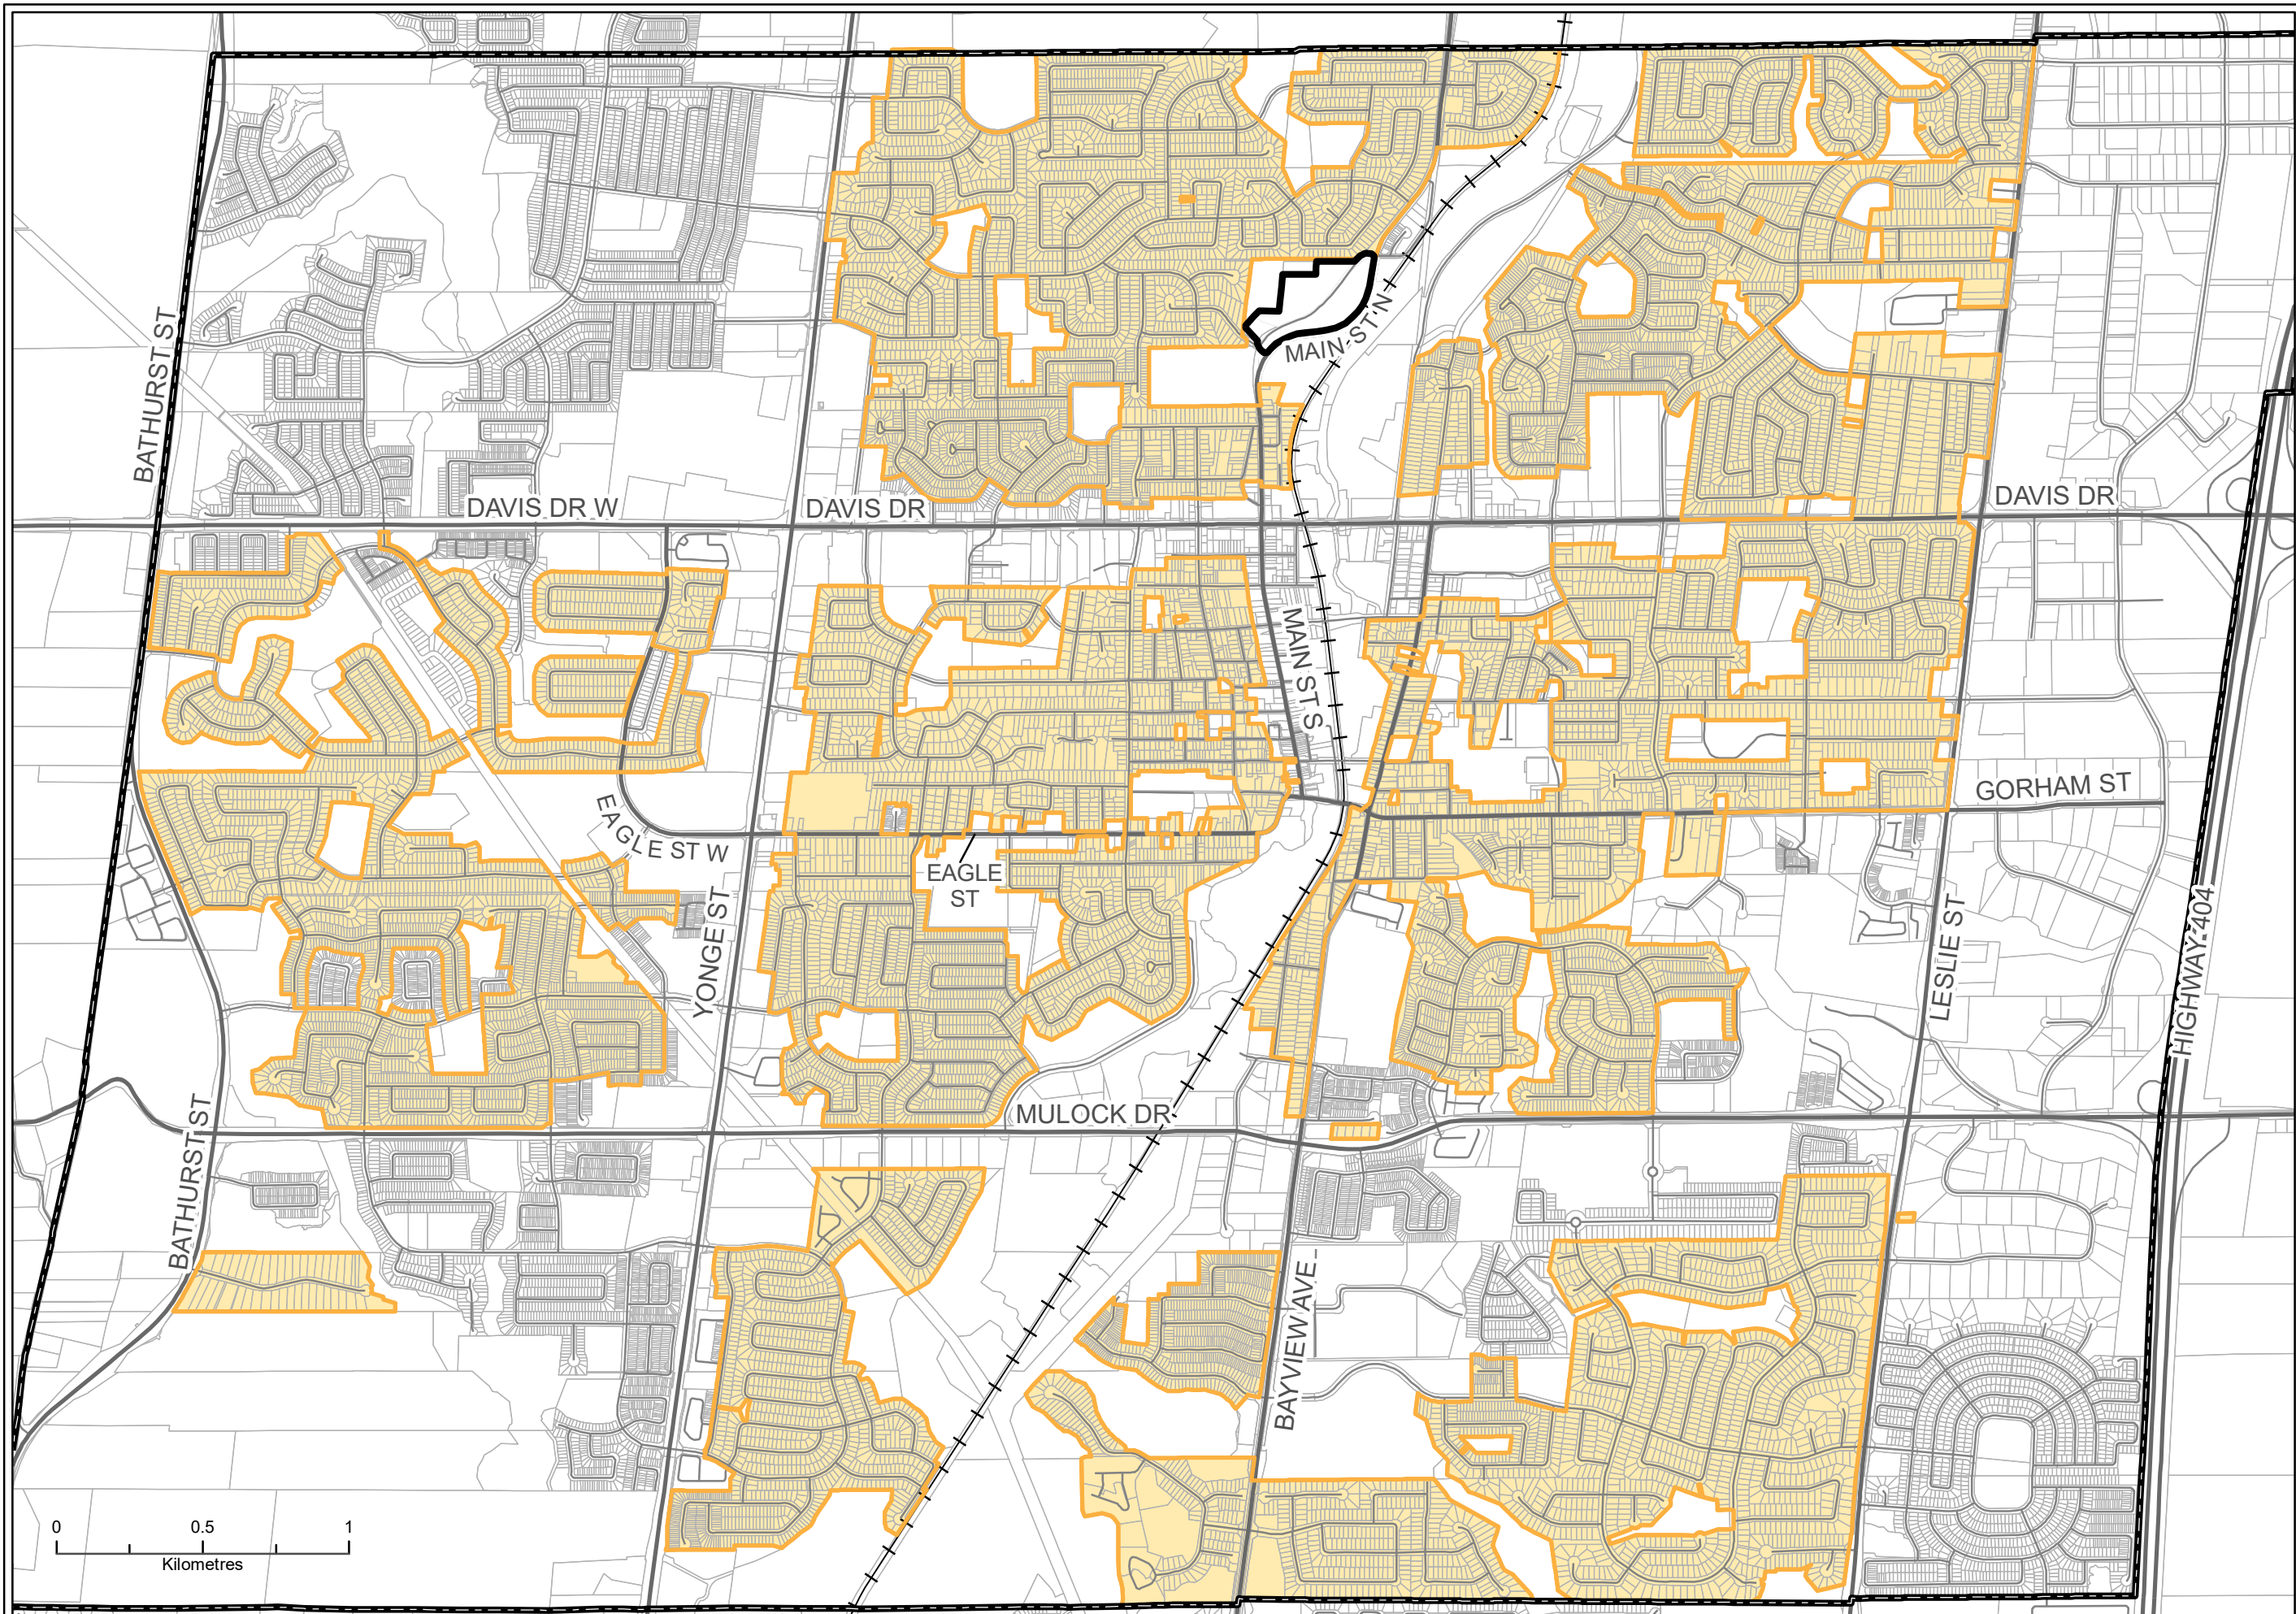 MAIN ST N
BATHURST ST
DAVIS DR W
DAVIS DR
DAVIS DR
MAIN ST S
GORHAM ST
EAGLE ST W
EAGLE
ST
YONGE ST
LESLIE ST
HIGHWAY 404
MULOCK DR
BATHURST ST
BAYVIEW AVE
0 0.5 1
Kilometres